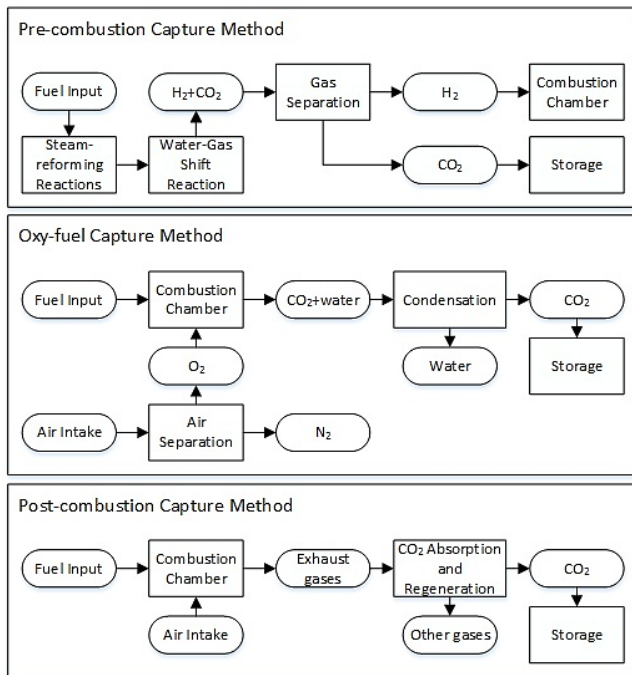 Pre-combustion Capture Method
Fuel Input
H₂+CO₂
Gas
Separation
H₂
Combustion
Chamber
Steam-
reforming
Reactions
Water-Gas
Shift
Reaction
CO₂
Storage
Oxy-fuel Capture Method
Fuel Input
Combustion
Chamber
CO₂+water
Condensation
CO₂
O₂
Water
Storage
Air Intake
Air
Separation
N₂
Post-combustion Capture Method
Fuel Input
Combustion
Chamber
Exhaust
gases
CO₂ Absorption
and
Regeneration
CO₂
Air Intake
Other gases
Storage